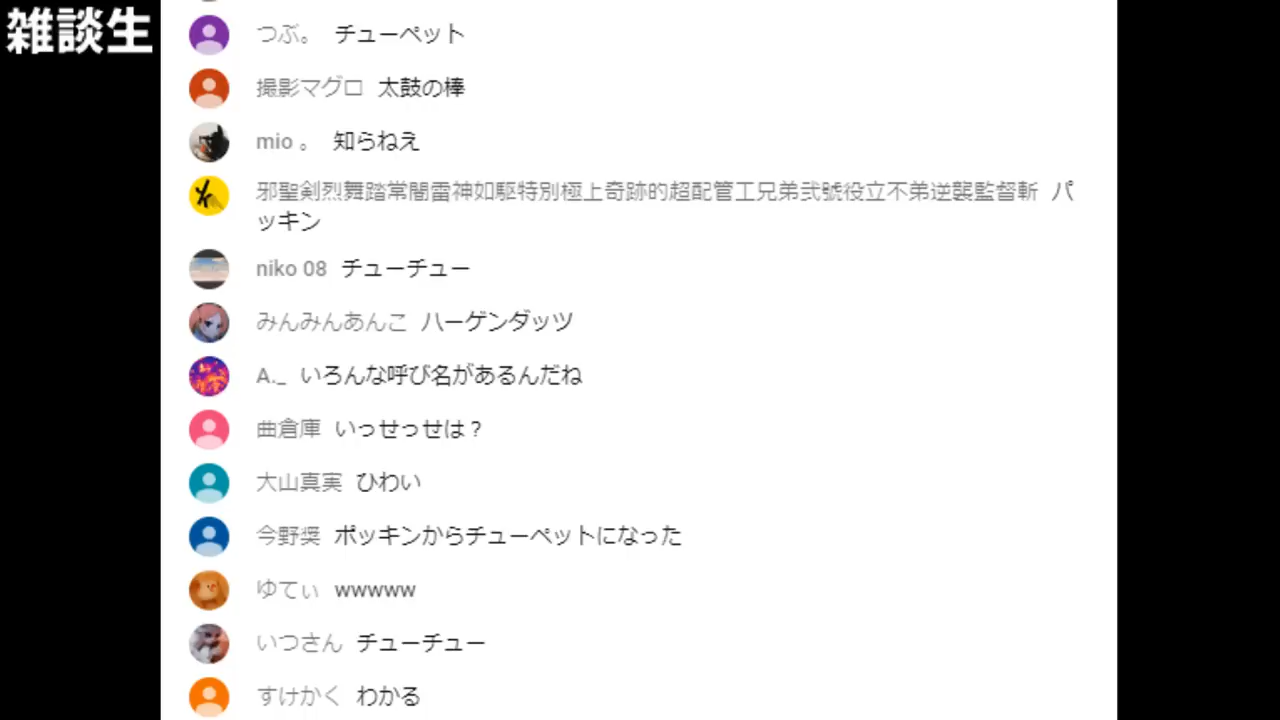 雑談生
つぶ。 チューペット
撮影マグロ 太鼓の棒
mio 。 知らねえ
邪聖剣烈舞踏常闇雷神如駆特別極上奇跡的超配管工兄弟弐號役立不弟逆襲監督斬 パ
ッキン
niko 08 チューチュー
みんみんあんこ ハーゲンダッツ
A._ いろんな呼び名があるんだね
曲倉庫 いっせっせは？
大山真実 ひわい
今野奨 ポッキンからチューペットになった
ゆてぃ wwwww
いつさん チューチュー
すけかく わかる